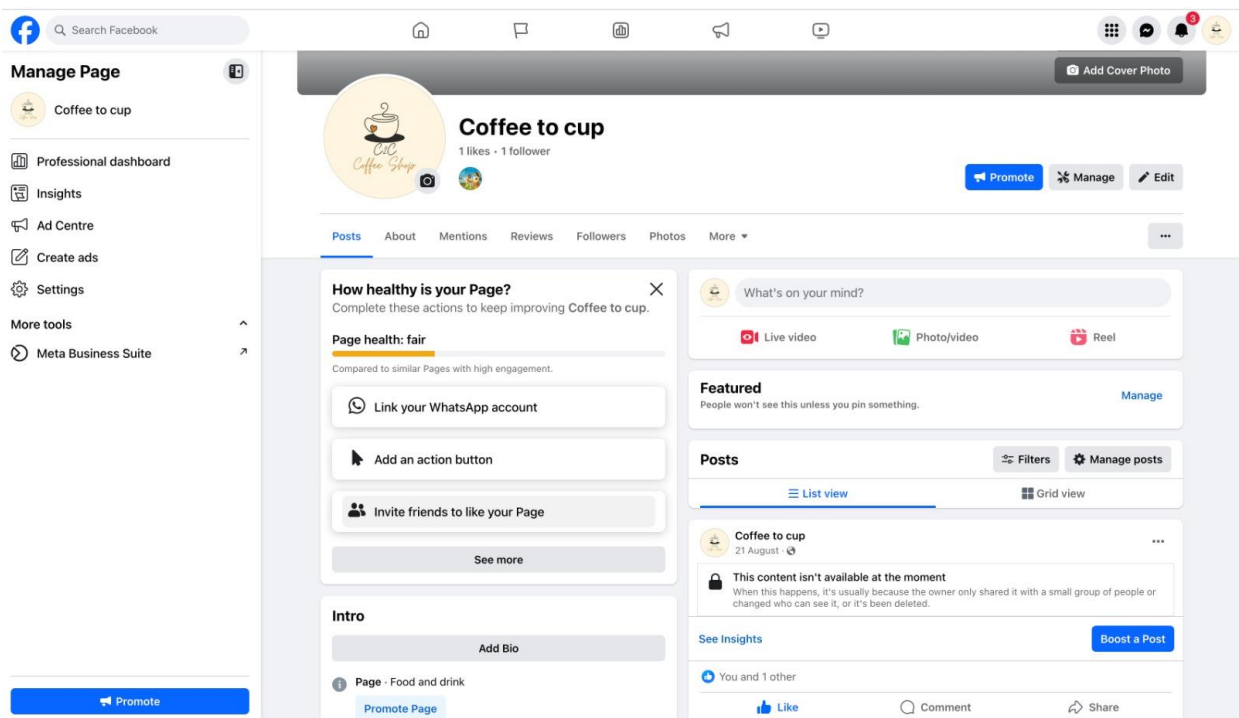 Search Facebook
3
Manage Page
Coffee to cup
Professional dashboard
Insights
Ad Centre
Create ads
Settings
More tools
Meta Business Suite
Promote
Add Cover Photo
C2C
Coffee Shop
Coffee to cup
1 likes · 1 follower
Promote
Manage
Edit
Posts About Mentions Reviews Followers Photos More
How healthy is your Page?
Complete these actions to keep improving Coffee to cup.
Page health: fair
Compared to similar Pages with high engagement.
Link your WhatsApp account
Add an action button
Invite friends to like your Page
See more
Intro
Add Bio
Page · Food and drink
Promote Page
What's on your mind?
Live video
Photo/video
Reel
Featured
People won't see this unless you pin something.
Manage
Posts
Filters
Manage posts
List view
Grid view
Coffee to cup
21 August ·
This content isn't available at the moment
When this happens, it's usually because the owner only shared it with a small group of people or
changed who can see it, or it's been deleted.
See Insights
Boost a Post
You and 1 other
Like
Comment
Share